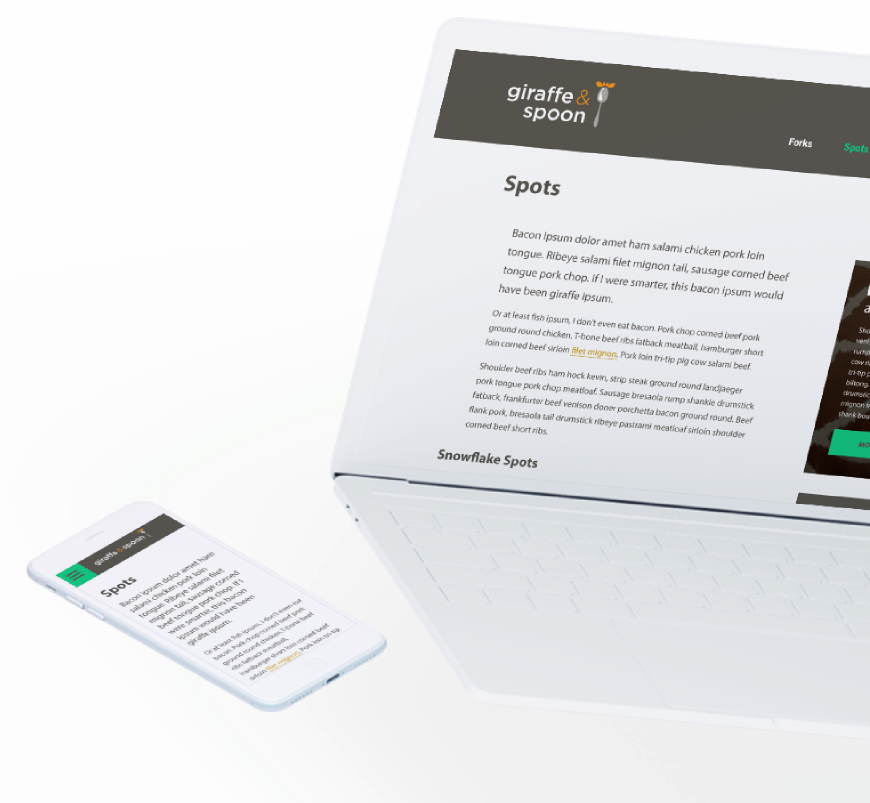 giraffe &
spoon
Forks
Spots
Spots
Bacon ipsum dolor amet ham salami chicken pork loin
tongue. Ribeye salami filet mignon tail, sausage corned beef
tongue pork chop. if I were smarter, this bacon ipsum would
have been giraffe ipsum.
Or at least fish ipsum, I don't even eat bacon. Pork chop corned beef pork
ground round chicken. T-bone beef ribs fatback meatball, hamburger short
loin corned beef sirloin filet mignon. Pork loin tri-tip pig cow salami beef.
Shoulder beef ribs ham hock kevin, strip steak ground round landjaeger
pork tongue pork chop meatloaf. Sausage bresaola rump shankle drumstick
fatback, frankfurter beef venison doner porchetta bacon ground round. Beef
flank pork, bresaola tail drumstick ribeye pastrami meatloaf sirloin shoulder
corned beef short ribs.
Snowflake Spots
rump
tri-tip
biltong.
drumstic
mignon
shank bou
MO
giraffe & spoon
Spots
Bacon ipsum dolor amet ham
salami chicken pork loin
tongue. Ribeye salami filet
mignon tail, sausage corned
beef tongue pork chop. if I
were smarter, this bacon
ipsum would have been
giraffe ipsum.
Or at least fish ipsum, I don't even eat
bacon. Pork chop corned beef pork
ground round chicken. T-bone beef
ribs fatback meatball,
hamburger short loin corned beef
sirloin filet mignon. Pork loin tri-tip